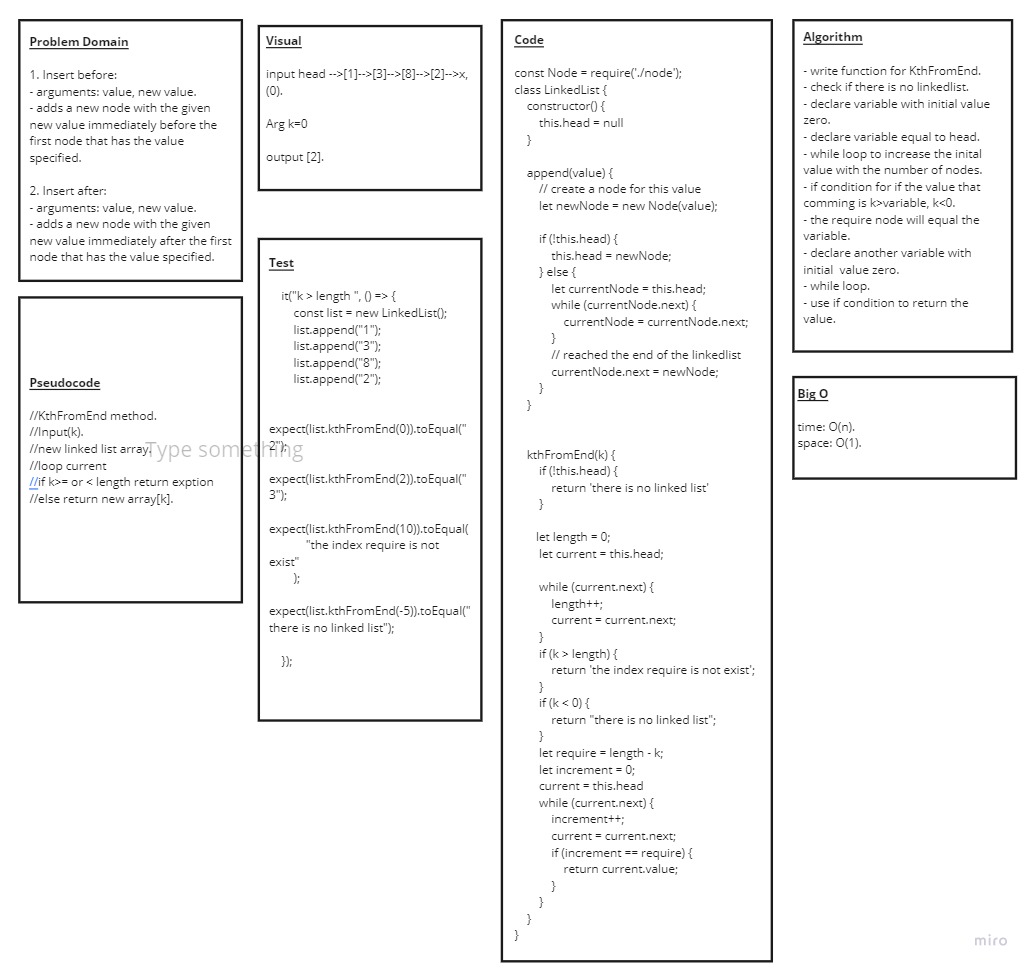 Problem Domain
1. Insert before:
- arguments: value, new value.
- adds a new node with the given
new value immediately before the
first node that has the value
specified.
2. Insert after:
- arguments: value, new value.
- adds a new node with the given
new value immediately after the first
node that has the value specified.
Pseudocode
//KthFromEnd method.
//Input(k).
//new linked list array.
//loop current
//if k>= or < length return exption
//else return new array[k].
Type something
Visual
input head -->[1]-->[3]-->[8]-->[2]-->x,
(0).
Arg k=0
output [2].
Test
it("k > length ", () => {
const list = new LinkedList();
list.append("1");
list.append("3");
list.append("8");
list.append("2");
expect(list.kthFromEnd(0)).toEqual("
2");
expect(list.kthFromEnd(2)).toEqual("
3");
expect(list.kthFromEnd(10)).toEqual(
"the index require is not
exist"
);
expect(list.kthFromEnd(-5)).toEqual("
there is no linked list");
});
Code
const Node = require('./node');
class LinkedList {
constructor() {
this.head = null
}
append(value) {
// create a node for this value
let newNode = new Node(value);
if (!this.head) {
this.head = newNode;
} else {
let currentNode = this.head;
while (currentNode.next) {
currentNode = currentNode.next;
}
// reached the end of the linkedlist
currentNode.next = newNode;
}
}
kthFromEnd(k) {
if (!this.head) {
return 'there is no linked list'
}
let length = 0;
let current = this.head;
while (current.next) {
length++;
current = current.next;
}
if (k > length) {
return 'the index require is not exist';
}
if (k < 0) {
return "there is no linked list";
}
let require = length - k;
let increment = 0;
current = this.head
while (current.next) {
increment++;
current = current.next;
if (increment == require) {
return current.value;
}
}
}
}
Algorithm
- write function for KthFromEnd.
- check if there is no linkedlist.
- declare variable with initial value
zero.
- declare variable equal to head.
- while loop to increase the inital
value with the number of nodes.
- if condition for if the value that
comming is k>variable, k<0.
- the require node will equal the
variable.
- declare another variable with
initial value zero.
- while loop.
- use if condition to return the
value.
Big O
time: O(n).
space: O(1).
miro